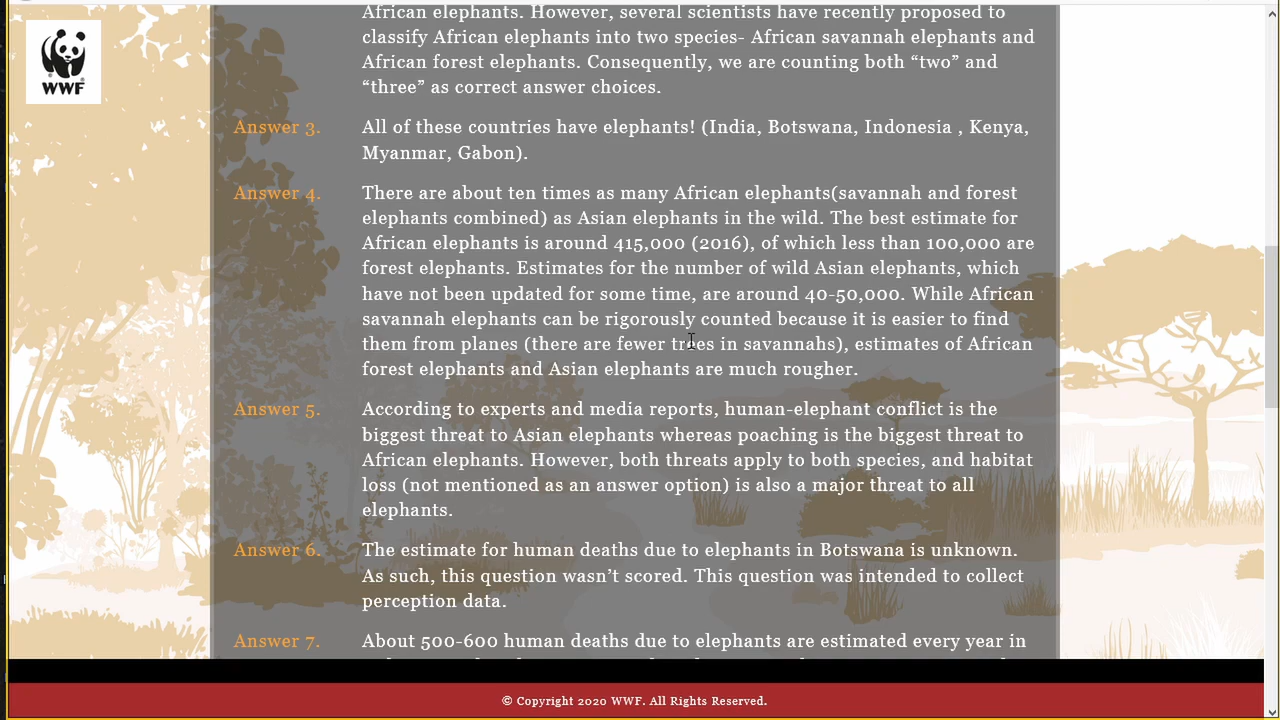 African elephants. However, several scientists have recently proposed to
classify African elephants into two species- African savannah elephants and
African forest elephants. Consequently, we are counting both “two” and
“three” as correct answer choices.
WWF
Answer 3. All of these countries have elephants! (India, Botswana, Indonesia , Kenya,
Myanmar, Gabon).
Answer 4. There are about ten times as many African elephants(savannah and forest
elephants combined) as Asian elephants in the wild. The best estimate for
African elephants is around 415,000 (2016), of which less than 100,000 are
forest elephants. Estimates for the number of wild Asian elephants, which
have not been updated for some time, are around 40-50,000. While African
savannah elephants can be rigorously counted because it is easier to find
them from planes (there are fewer trees in savannahs), estimates of African
forest elephants and Asian elephants are much rougher.
Answer 5. According to experts and media reports, human-elephant conflict is the
biggest threat to Asian elephants whereas poaching is the biggest threat to
African elephants. However, both threats apply to both species, and habitat
loss (not mentioned as an answer option) is also a major threat to all
elephants.
Answer 6. The estimate for human deaths due to elephants in Botswana is unknown.
As such, this question wasn’t scored. This question was intended to collect
perception data.
Answer 7. About 500-600 human deaths due to elephants are estimated every year in
© Copyright 2020 WWF. All Rights Reserved.